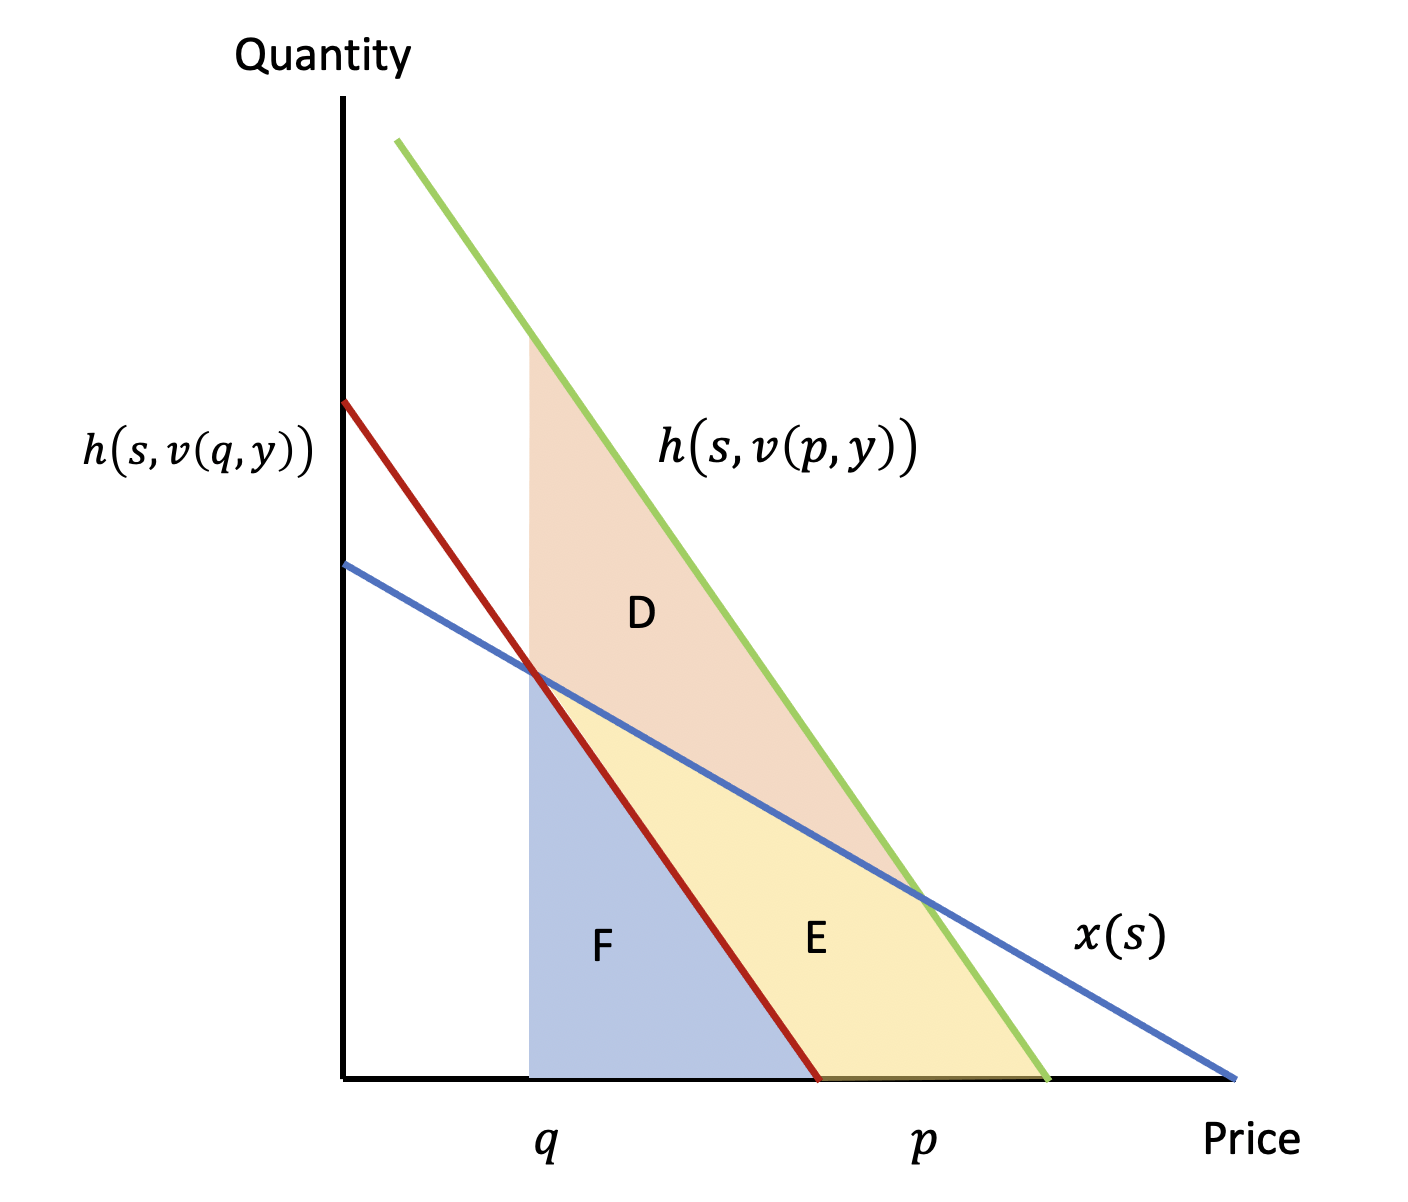 Quantity
h(s, v(q, y))
h(s, v(p, y))
D
F
E
x(s)
q
p
Price